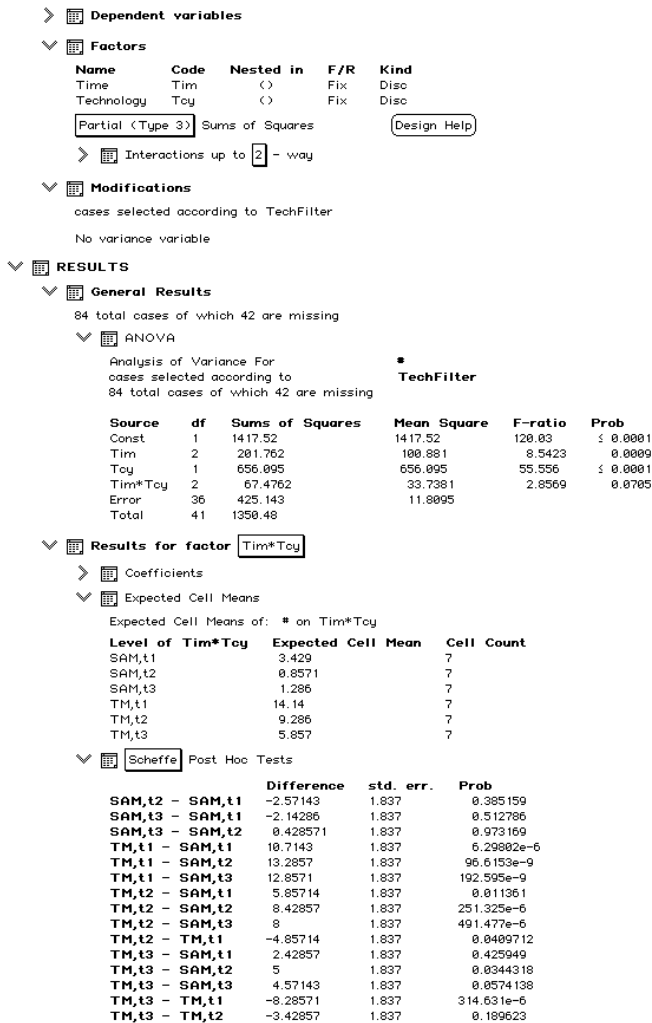 Dependent variables
Factors
Name Code Nested in F/R Kind
Time Tim () Fix Disc
Technology Tcy () Fix Disc
Partial (Type 3) Sums of Squares Design Help
Interactions up to 2 - way
Modifications
cases selected according to TechFilter
No variance variable
RESULTS
General Results
84 total cases of which 42 are missing
ANOVA
Analysis of Variance For #
cases selected according to TechFilter
84 total cases of which 42 are missing
Source df Sums of Squares Mean Square F-ratio Prob
Const 1 1417.52 1417.52 120.03 ≤ 0.0001
Tim 2 201.762 100.881 8.5423 0.0009
Tcy 1 656.095 656.095 55.556 ≤ 0.0001
Tim*Tcy 2 67.4762 33.7381 2.8569 0.0705
Error 36 425.143 11.8095
Total 41 1350.48
Results for factor Tim*Tcy
Coefficients
Expected Cell Means
Expected Cell Means of: # on Tim*Tcy
Level of Tim*Tcy Expected Cell Mean Cell Count
SAM,t1 3.429 7
SAM,t2 0.8571 7
SAM,t3 1.286 7
TM,t1 14.14 7
TM,t2 9.286 7
TM,t3 5.857 7
Scheffe Post Hoc Tests
Difference std. err. Prob
SAM,t2 - SAM,t1 -2.57143 1.837 0.385159
SAM,t3 - SAM,t1 -2.14286 1.837 0.512786
SAM,t3 - SAM,t2 0.428571 1.837 0.973169
TM,t1 - SAM,t1 10.7143 1.837 6.29802e-6
TM,t1 - SAM,t2 13.2857 1.837 96.6153e-9
TM,t1 - SAM,t3 12.8571 1.837 192.595e-9
TM,t2 - SAM,t1 5.85714 1.837 0.011361
TM,t2 - SAM,t2 8.42857 1.837 251.325e-6
TM,t2 - SAM,t3 8 1.837 491.477e-6
TM,t2 - TM,t1 -4.85714 1.837 0.0409712
TM,t3 - SAM,t1 2.42857 1.837 0.425949
TM,t3 - SAM,t2 5 1.837 0.0344318
TM,t3 - SAM,t3 4.57143 1.837 0.0574138
TM,t3 - TM,t1 -8.28571 1.837 314.631e-6
TM,t3 - TM,t2 -3.42857 1.837 0.189623